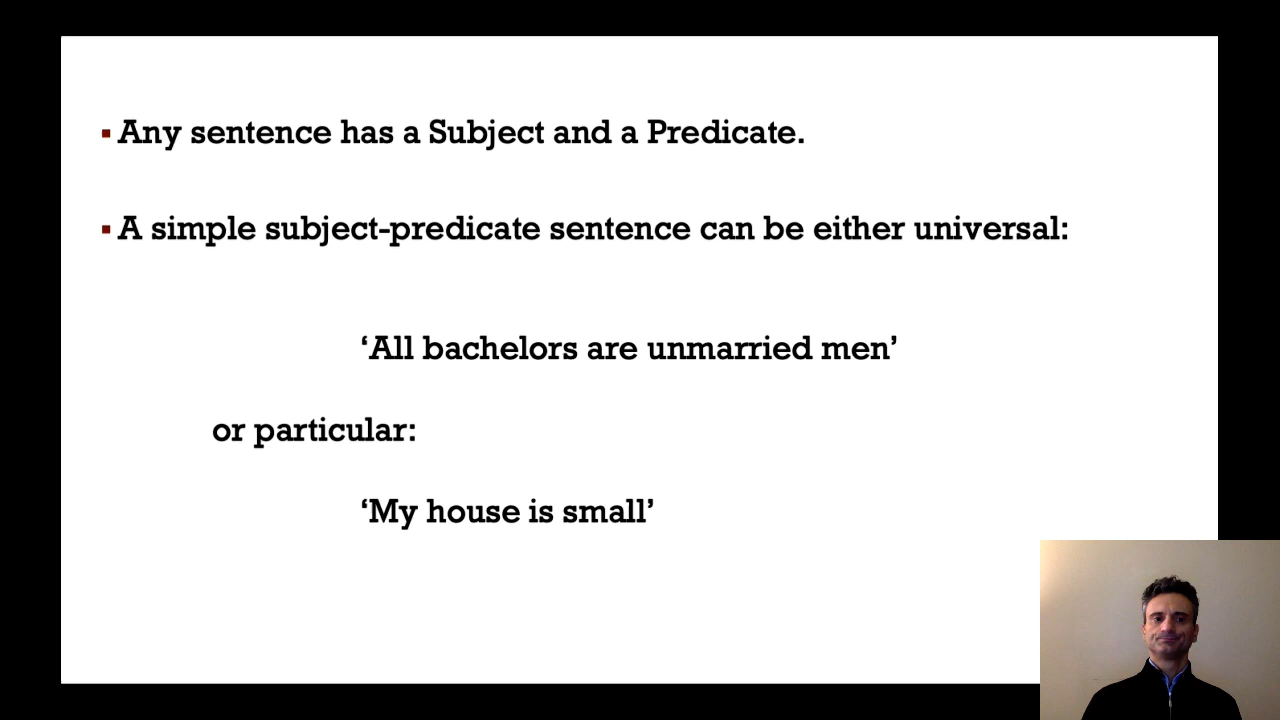 ▪ Any sentence has a Subject and a Predicate.
▪ A simple subject-predicate sentence can be either universal:
‘All bachelors are unmarried men’
or particular:
‘My house is small’